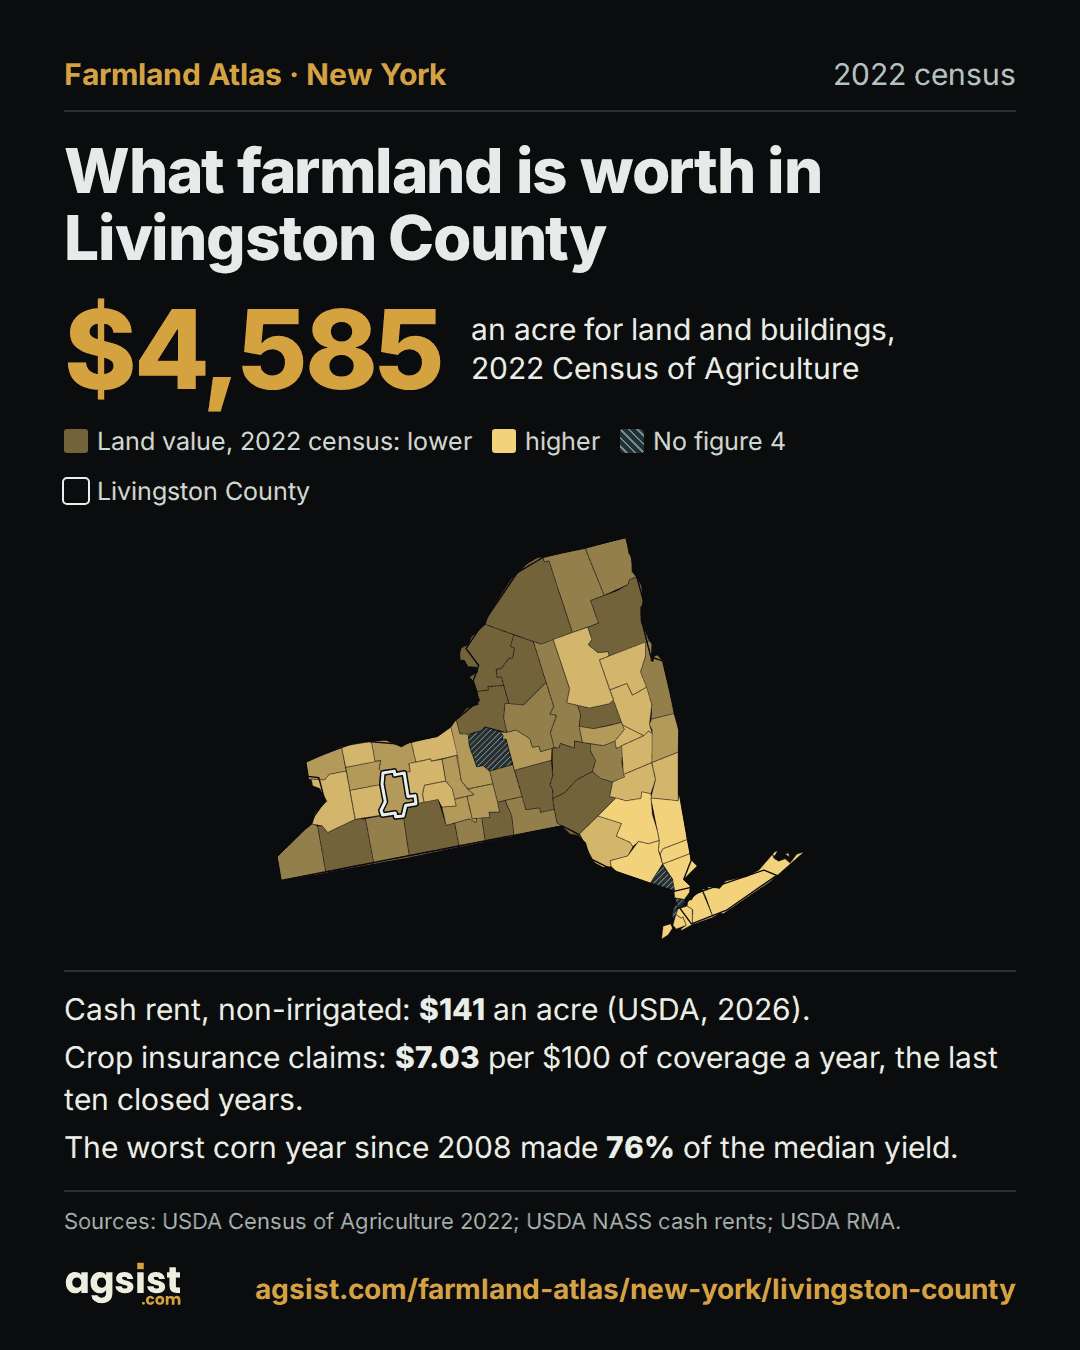 Farmland Atlas · New York
2022 census
What farmland is worth in
Livingston County
$4,585
an acre for land and buildings,
2022 Census of Agriculture
Land value, 2022 census: lower
higher
No figure 4
Livingston County
Cash rent, non-irrigated: $141 an acre (USDA, 2026).
Crop insurance claims: $7.03 per $100 of coverage a year, the last
ten closed years.
The worst corn year since 2008 made 76% of the median yield.
Sources: USDA Census of Agriculture 2022; USDA NASS cash rents; USDA RMA.
agsist
.com
agsist.com/farmland-atlas/new-york/livingston-county